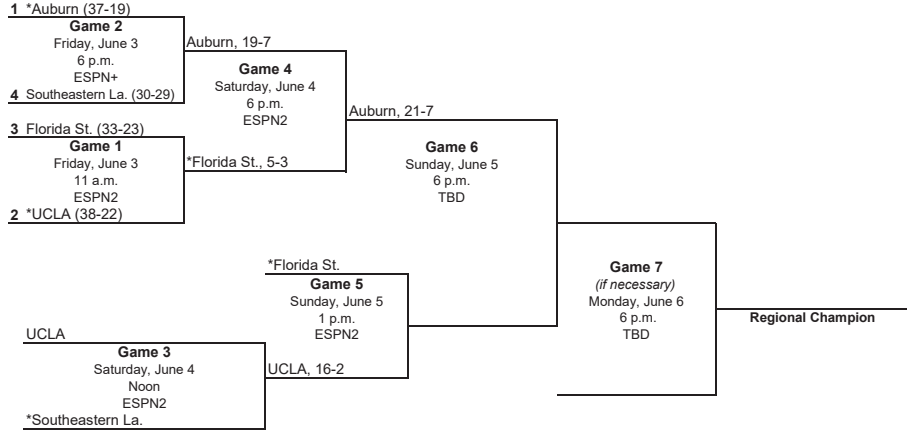 1 *Auburn (37-19)
Game 2
Friday, June 3
6 p.m.
ESPN+
4 Southeastern La. (30-29)
Auburn, 19-7
Game 4
Saturday, June 4
6 p.m.
ESPN2
3 Florida St. (33-23)
Game 1
Friday, June 3
11 a.m.
ESPN2
2 *UCLA (38-22)
*Florida St., 5-3
Auburn, 21-7
Game 6
Sunday, June 5
6 p.m.
TBD
*Florida St.
Game 5
Sunday, June 5
1 p.m.
ESPN2
UCLA
Game 3
Saturday, June 4
Noon
ESPN2
*Southeastern La.
UCLA, 16-2
Game 7
(if necessary)
Monday, June 6
6 p.m.
TBD
Regional Champion